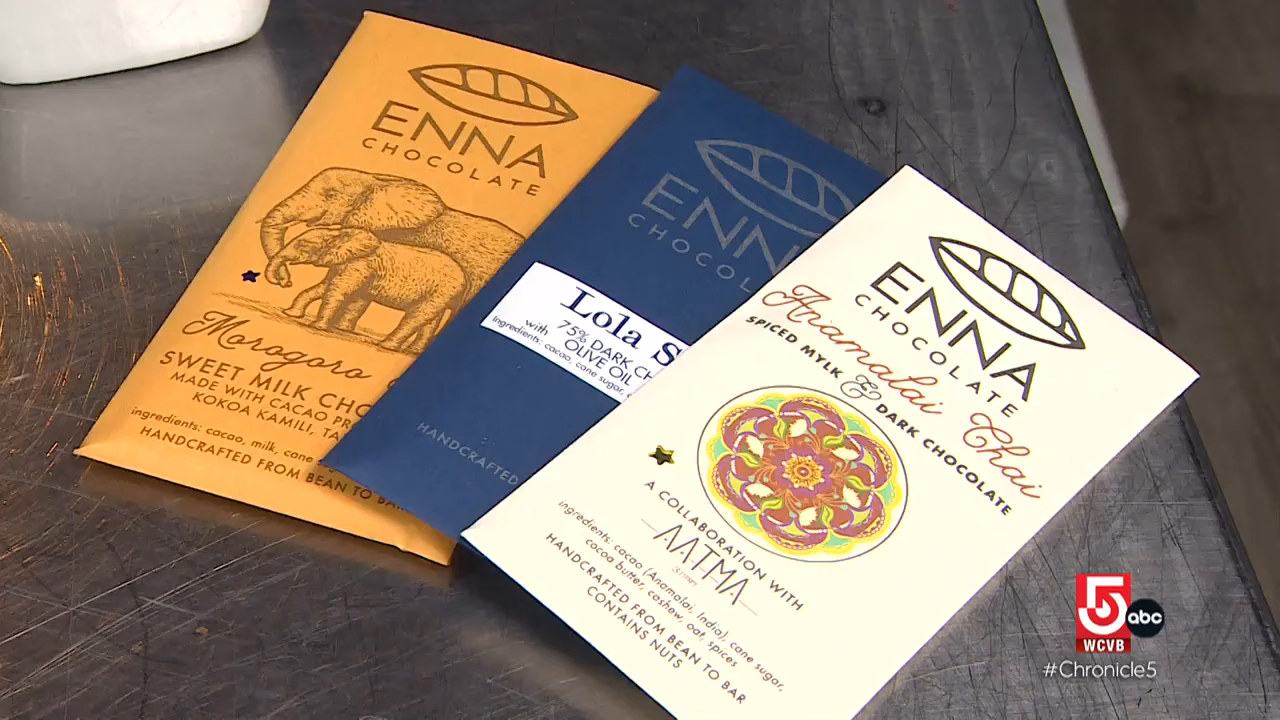 ENNA
CHOCOLATE
Morogoro
SWEET MILK CHO
MADE WITH CACAO PR
KOKOA KAMILI, TA
ingredients: cacao, milk, cane
HANDCRAFTED FROM BEAN TO BAR
ENN
CHOCOL
Lola S
75% DARK CH
with OLIVE OIL
Ingredients: cacao, cane sugar,
HANDCRAFTED
ENNA
CHOCOLATE
Anamalai Chai
SPICED MYLK & DARK CHOCOLATE
A COLLABORATION WITH
AATMA
ingredients: cacao (Anamalai, India), cane sugar,
cocoa butter, cashew, oat, spices
HANDCRAFTED FROM BEAN TO BAR
CONTAINS NUTS
5 abc
WCVB
#Chronicle5